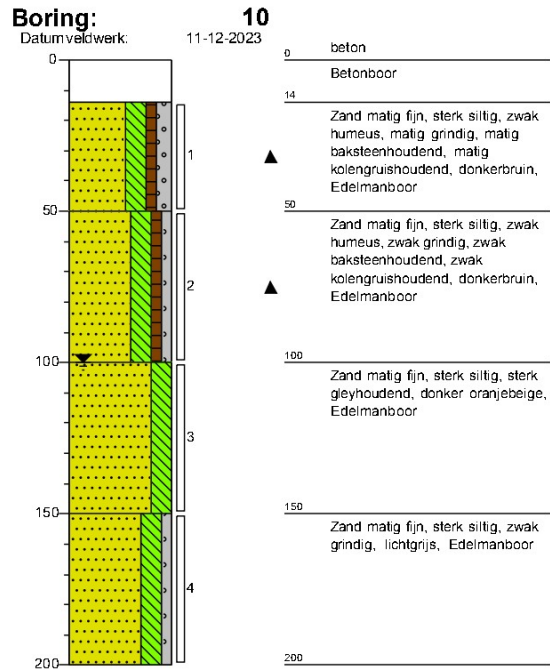 Boring: 10
Datum veldwerk: 11-12-2023
0
50
100
150
200
1
2
3
4
0
beton
Betonboor
14
Zand matig fijn, sterk siltig, zwak
humeus, matig grindig, matig
baksteenhoudend, matig
kolengruishoudend, donkerbruin,
Edelmanboor
50
Zand matig fijn, sterk siltig, zwak
humeus, zwak grindig, zwak
baksteenhoudend, zwak
kolengruishoudend, donkerbruin,
Edelmanboor
100
Zand matig fijn, sterk siltig, sterk
gleyhoudend, donker oranjebeige,
Edelmanboor
150
Zand matig fijn, sterk siltig, zwak
grindig, lichtgrijs, Edelmanboor
200